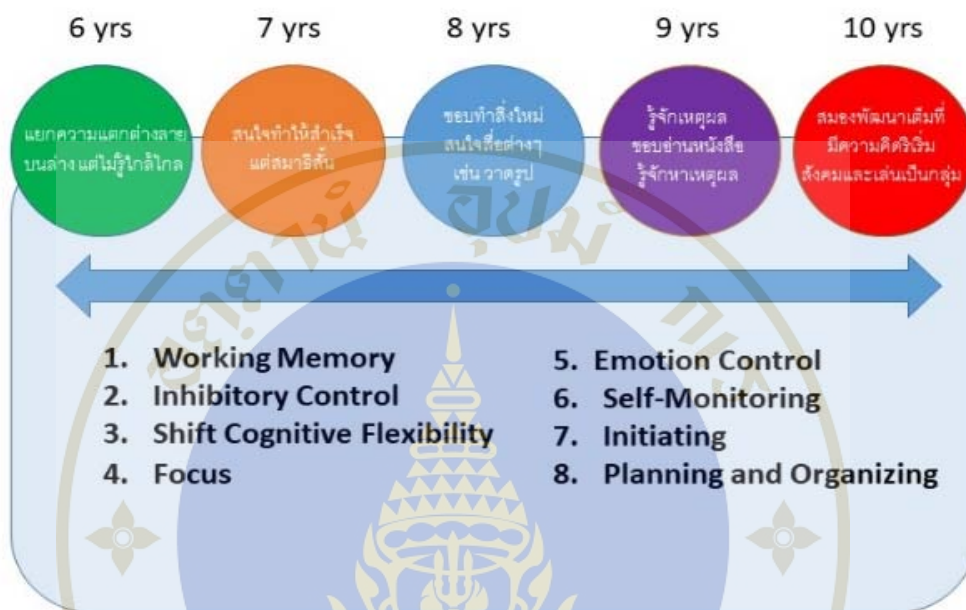 6 yrs
7 yrs
8 yrs
9 yrs
10 yrs
แยกความแตกต่างลาย
บนล่าง แต่ไม่รู้ใกล้ไกล
สนใจทำให้สำเร็จ
แต่สมาธิสั้น
ชอบทำสิ่งใหม่
สนใจสื่อต่างๆ
เช่น วาดรูป
รู้จักเหตุผล
ชอบอ่านหนังสือ
รู้จักหาเหตุผล
สมองพัฒนาเต็มที่
มีความคิดริเริ่ม
สังคมและเล่นเป็นกลุ่ม
1. Working Memory
2. Inhibitory Control
3. Shift Cognitive Flexibility
4. Focus
5. Emotion Control
6. Self-Monitoring
7. Initiating
8. Planning and Organizing